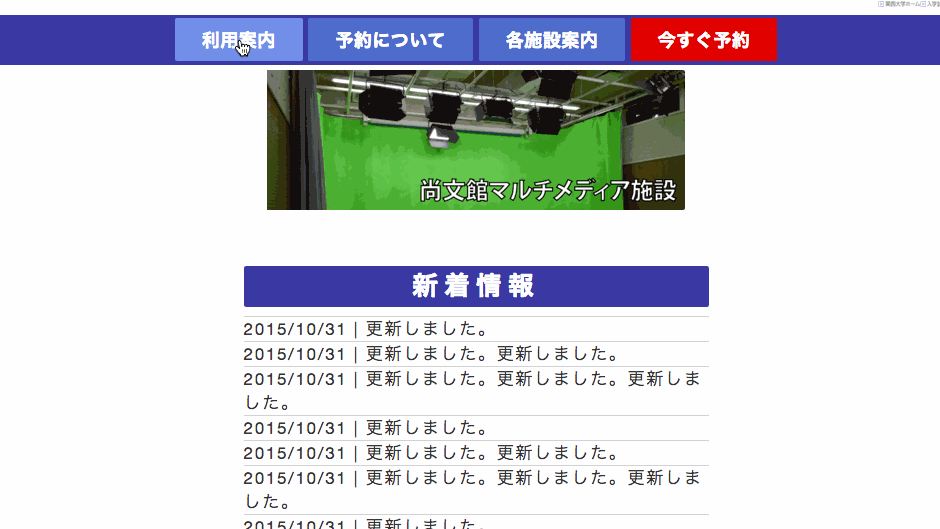 関西大学ホーム
利用案内
予約について
各施設案内
今すぐ予約
尚文館マルチメディア施設
新着情報
2015/10/31 | 更新しました。
2015/10/31 | 更新しました。更新しました。
2015/10/31 | 更新しました。更新しました。更新しま
した。
2015/10/31 | 更新しました。
2015/10/31 | 更新しました。更新しました。
2015/10/31 | 更新しました。更新しました。更新しま
した。
2015/10/31 | 更新しました。